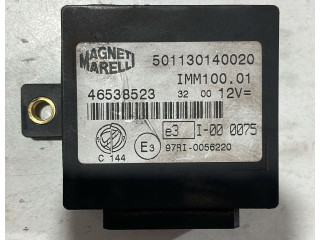 MAGNETI
MARELLI
501130140020
IMM100.01
46538523 32 00 12V=
e3 I-00 0075
C 144 E3 97RI-0056220